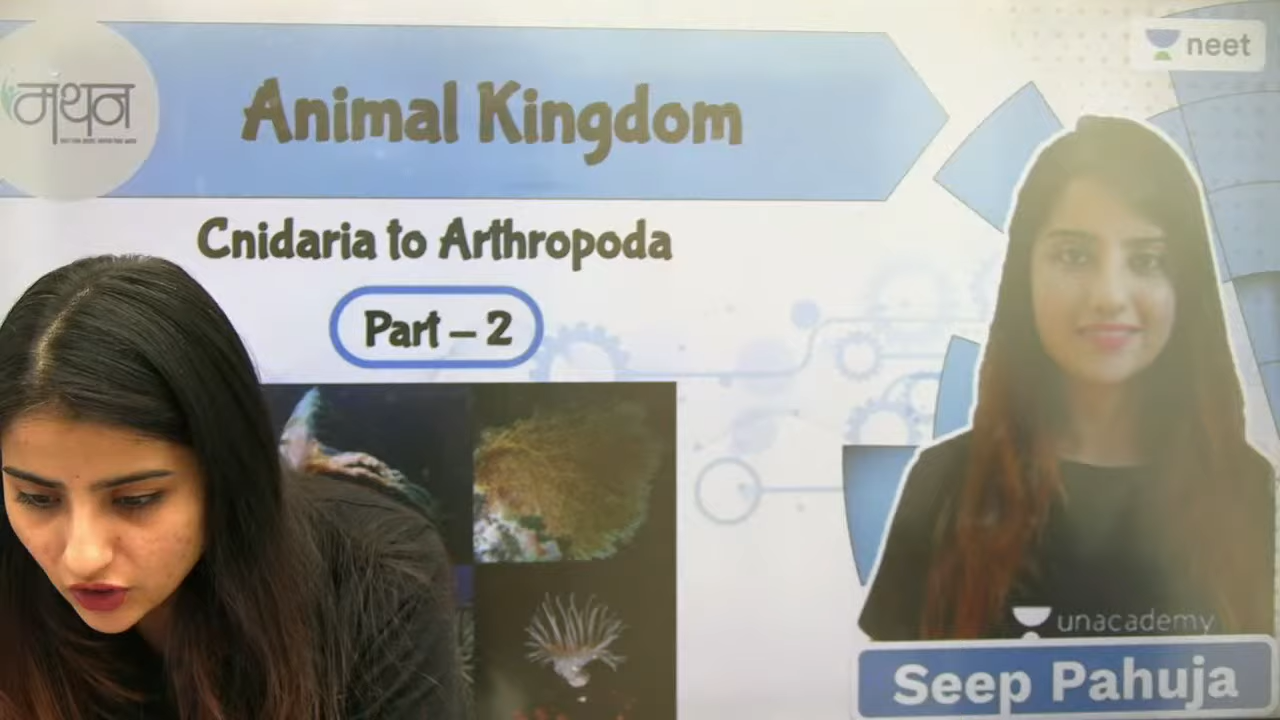 neet
मंथन
Animal Kingdom
Cnidaria to Arthropoda
Part – 2
unacademy
Seep Pahuja